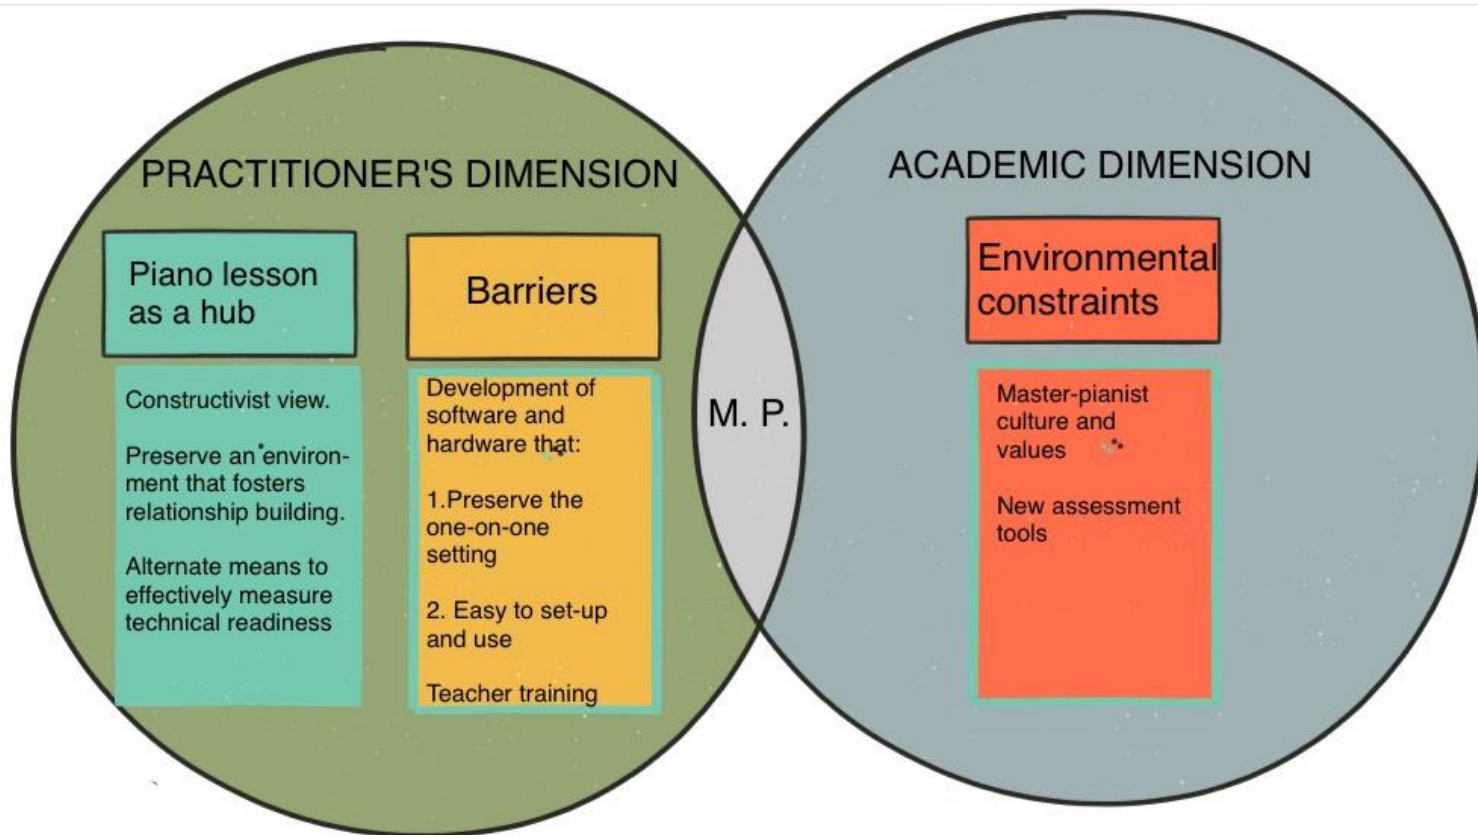 PRACTITIONER'S DIMENSION
Piano lesson
as a hub
Constructivist view.
Preserve an environ-
ment that fosters
relationship building.
Alternate means to
effectively measure
technical readiness
Barriers
Development of
software and
hardware that:
1.Preserve the
one-on-one
setting
2. Easy to set-up
and use
Teacher training
M. P.
ACADEMIC DIMENSION
Environmental
constraints
Master-pianist
culture and
values
New assessment
tools